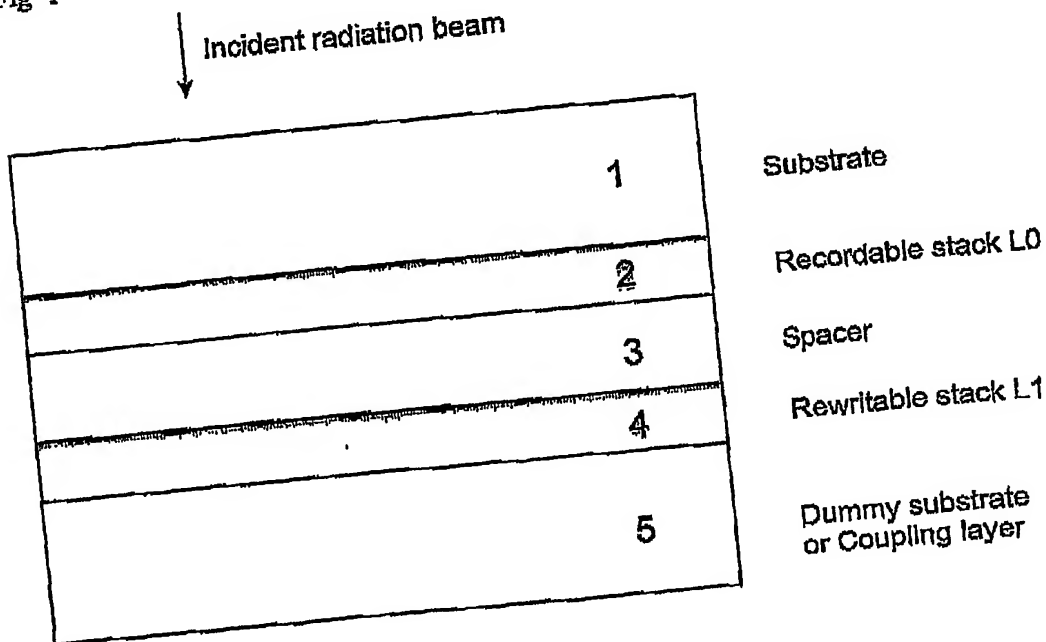 Incident radiation beam
1
Substrate
2
Recordable stack L0
3
Spacer
4
Rewritable stack L1
5
Dummy substrate
or Coupling layer